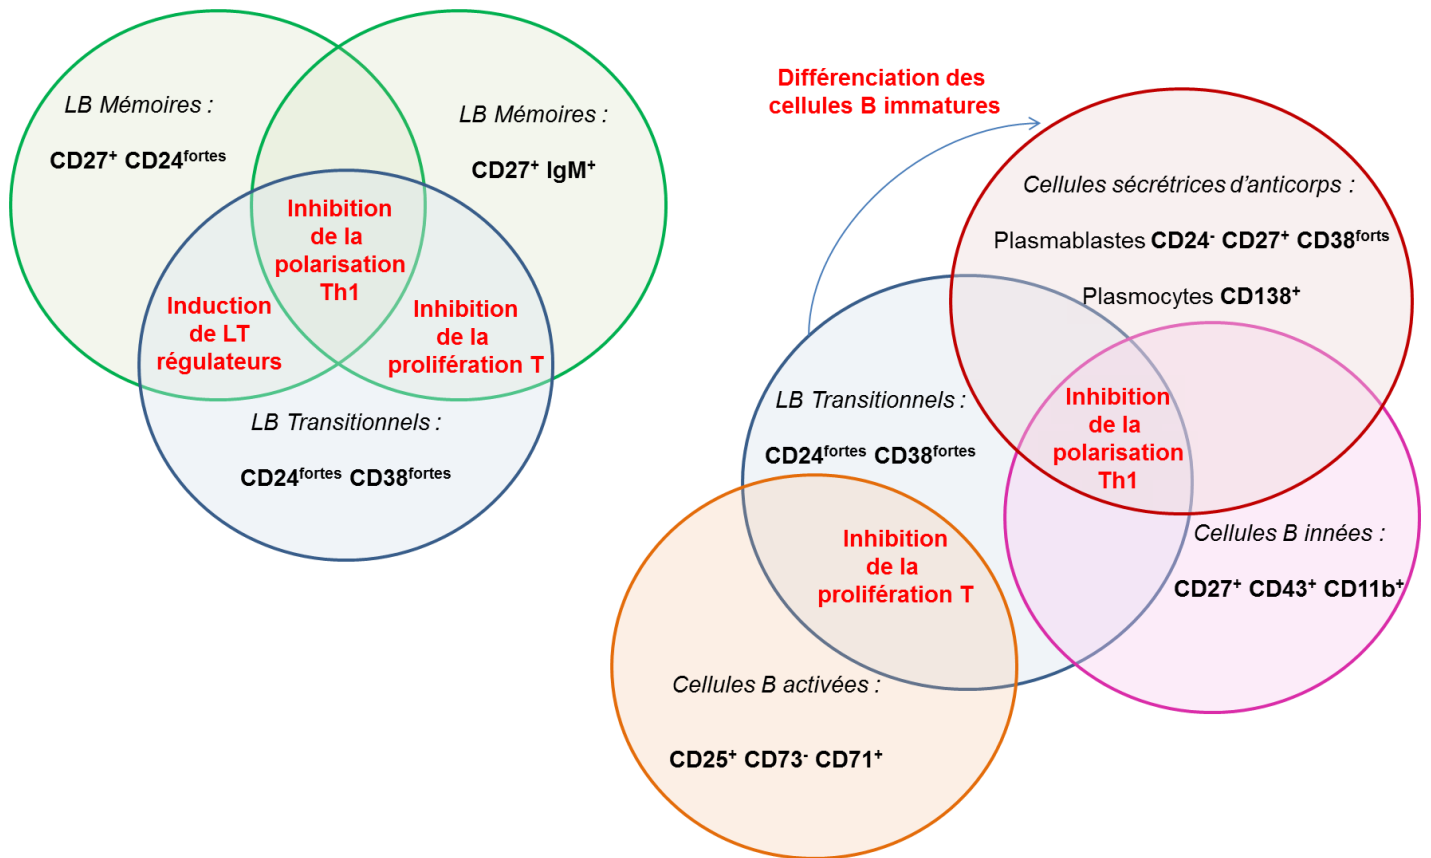 LB Mémoires :
CD27⁺ CD24ᶠᵒʳᵗᵉˢ
LB Mémoires :
CD27⁺ IgM⁺
Inhibition
de la
polarisation
Th1
Induction
de LT
régulateurs
Inhibition
de la
prolifération T
LB Transitionnels :
CD24ᶠᵒʳᵗᵉˢ CD38ᶠᵒʳᵗᵉˢ
Différenciation des
cellules B immatures
Cellules sécrétrices d'anticorps :
Plasmablastes CD24⁻ CD27⁺ CD38ᶠᵒʳᵗˢ
Plasmocytes CD138⁺
LB Transitionnels :
CD24ᶠᵒʳᵗᵉˢ CD38ᶠᵒʳᵗᵉˢ
Inhibition
de la
polarisation
Th1
Cellules B innées :
CD27⁺ CD43⁺ CD11b⁺
Inhibition
de la
prolifération T
Cellules B activées :
CD25⁺ CD73⁻ CD71⁺